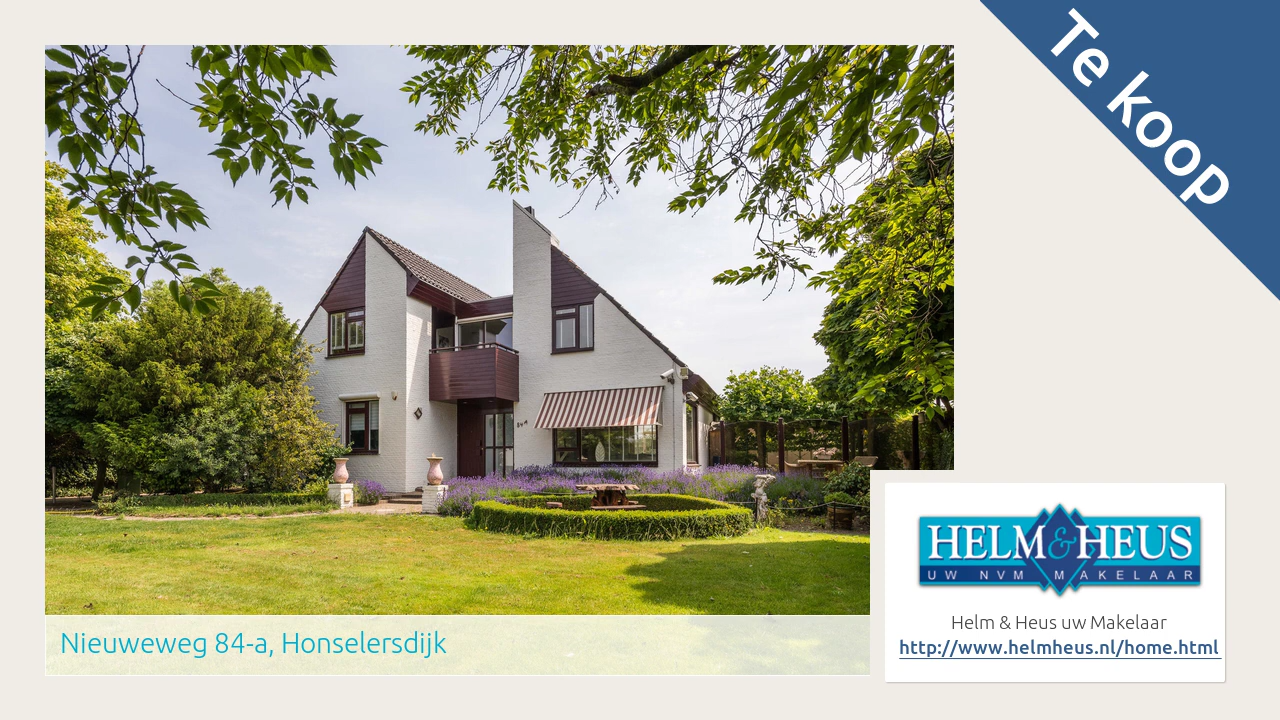 Te koop
HELM & HEUS
UW NVM MAKELAAR
Helm & Heus uw Makelaar
http://www.helmheus.nl/home.html
Nieuweweg 84-a, Honselersdijk